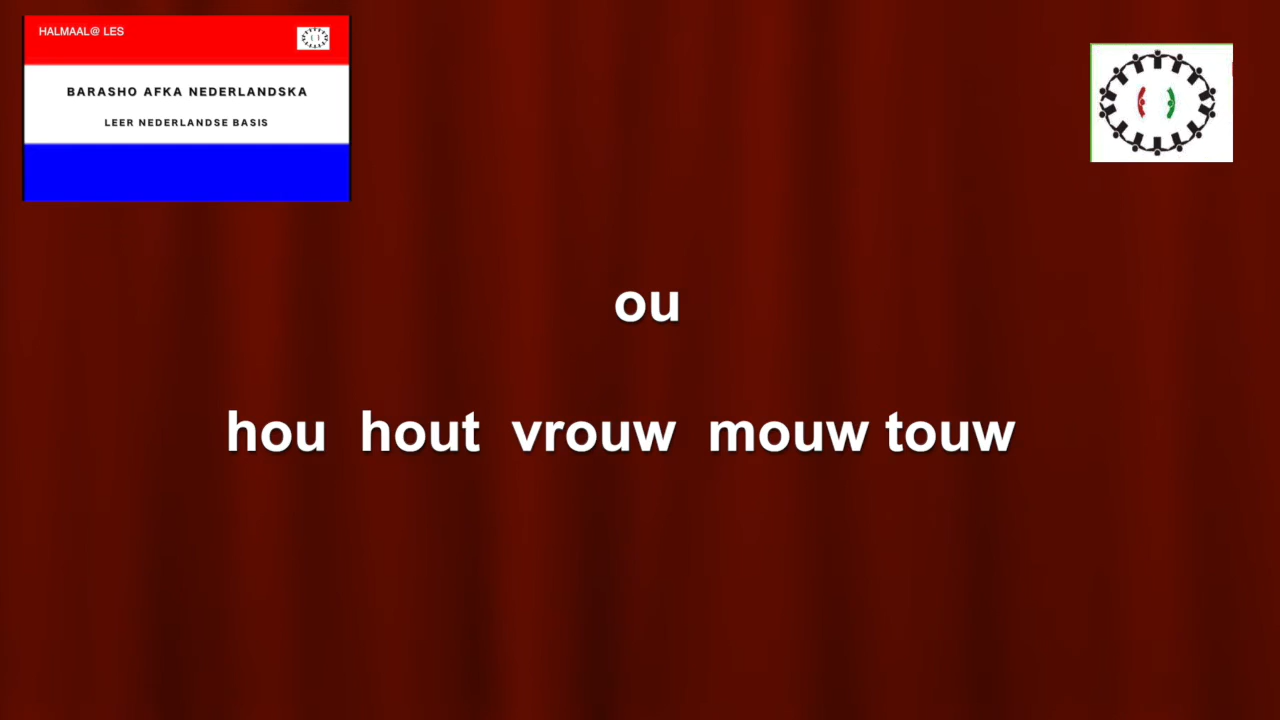 HALMAAL@ LES
BARASHO AFKA NEDERLANDSKA
LEER NEDERLANDSE BASIS
ou
hou hout vrouw mouw touw